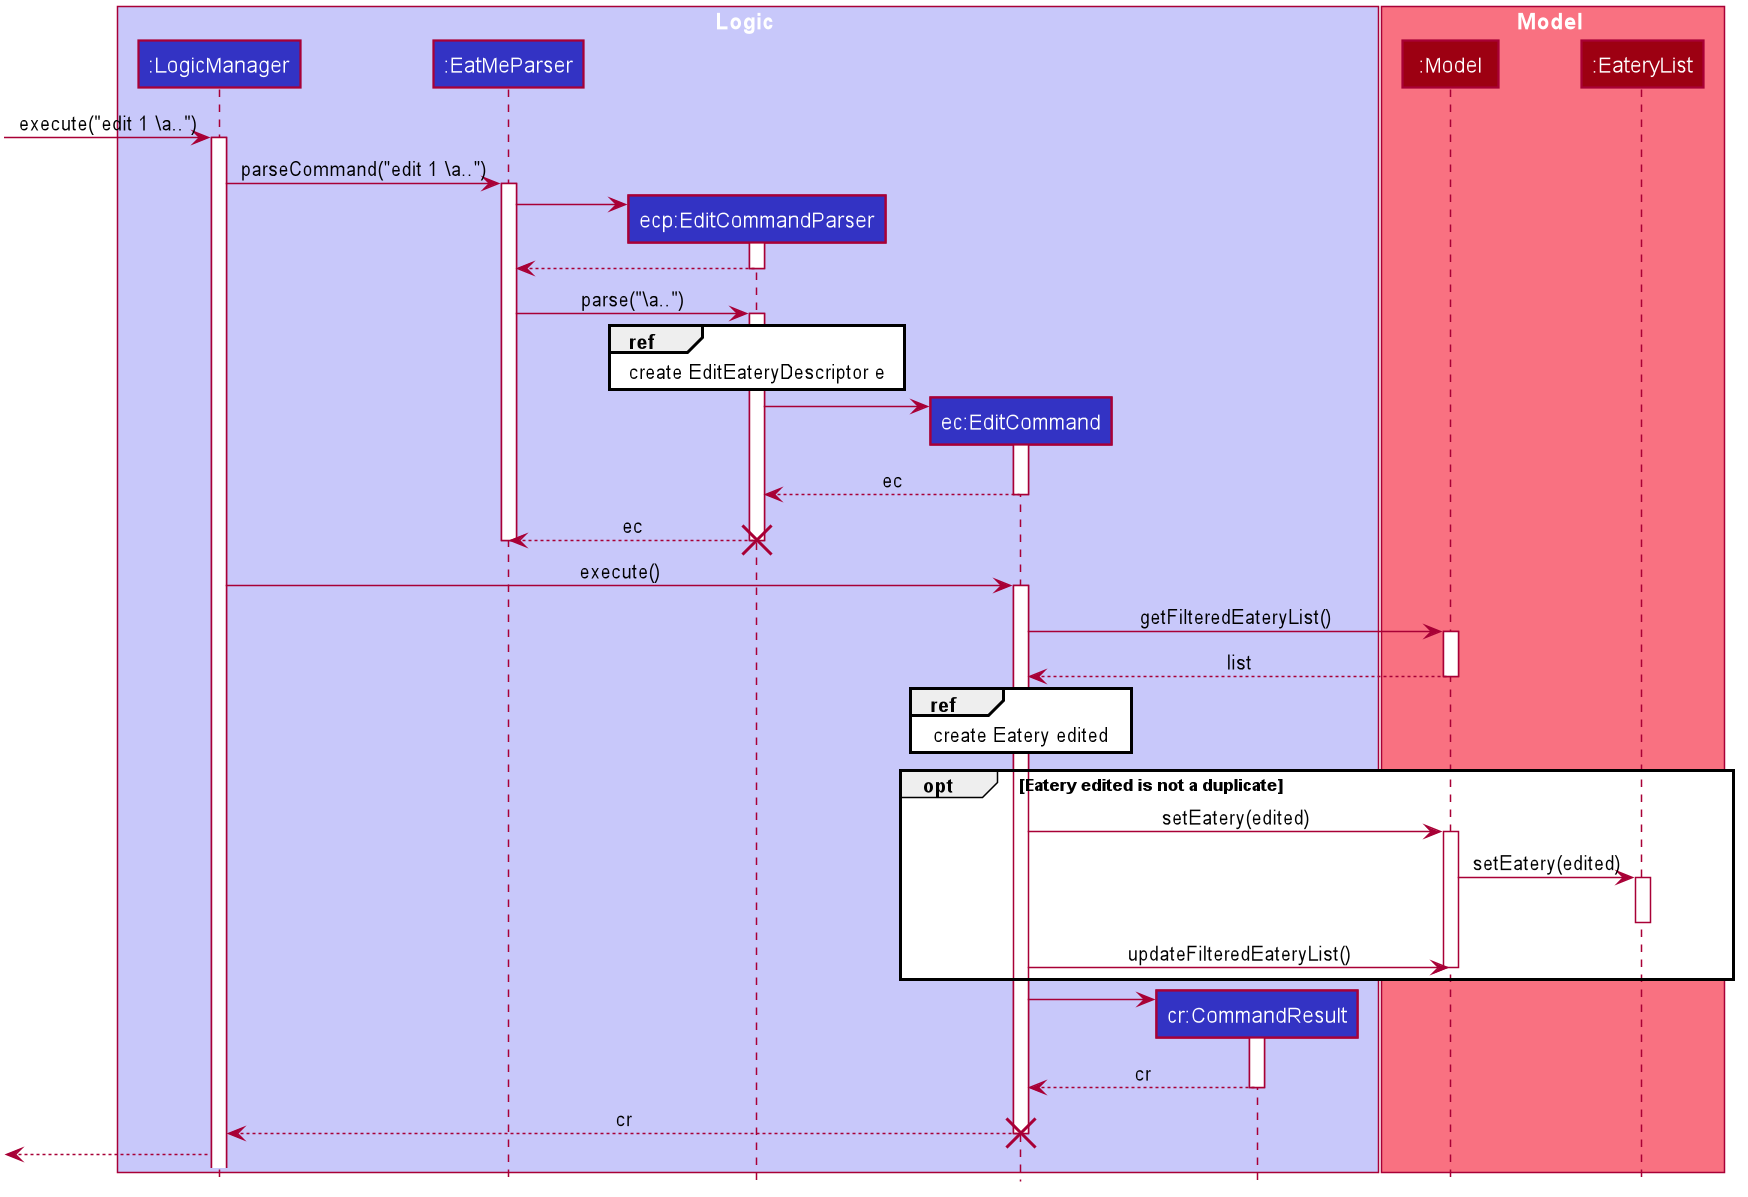 Logic
Model
:LogicManager
:EatMeParser
:Model
:EateryList
execute("edit 1 \a..")
parseCommand("edit 1 \a..")
ecp:EditCommandParser
parse("\a..")
ref
create EditEateryDescriptor e
ec:EditCommand
ec
ec
execute()
getFilteredEateryList()
list
ref
create Eatery edited
opt
[Eatery edited is not a duplicate]
setEatery(edited)
setEatery(edited)
updateFilteredEateryList()
cr:CommandResult
cr
cr